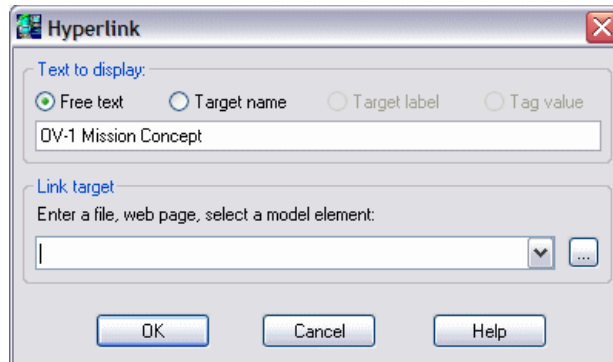 Hyperlink
Text to display:
Free text Target name Target label Tag value
OV-1 Mission Concept
Link target
Enter a file, web page, select a model element:
...
OK Cancel Help